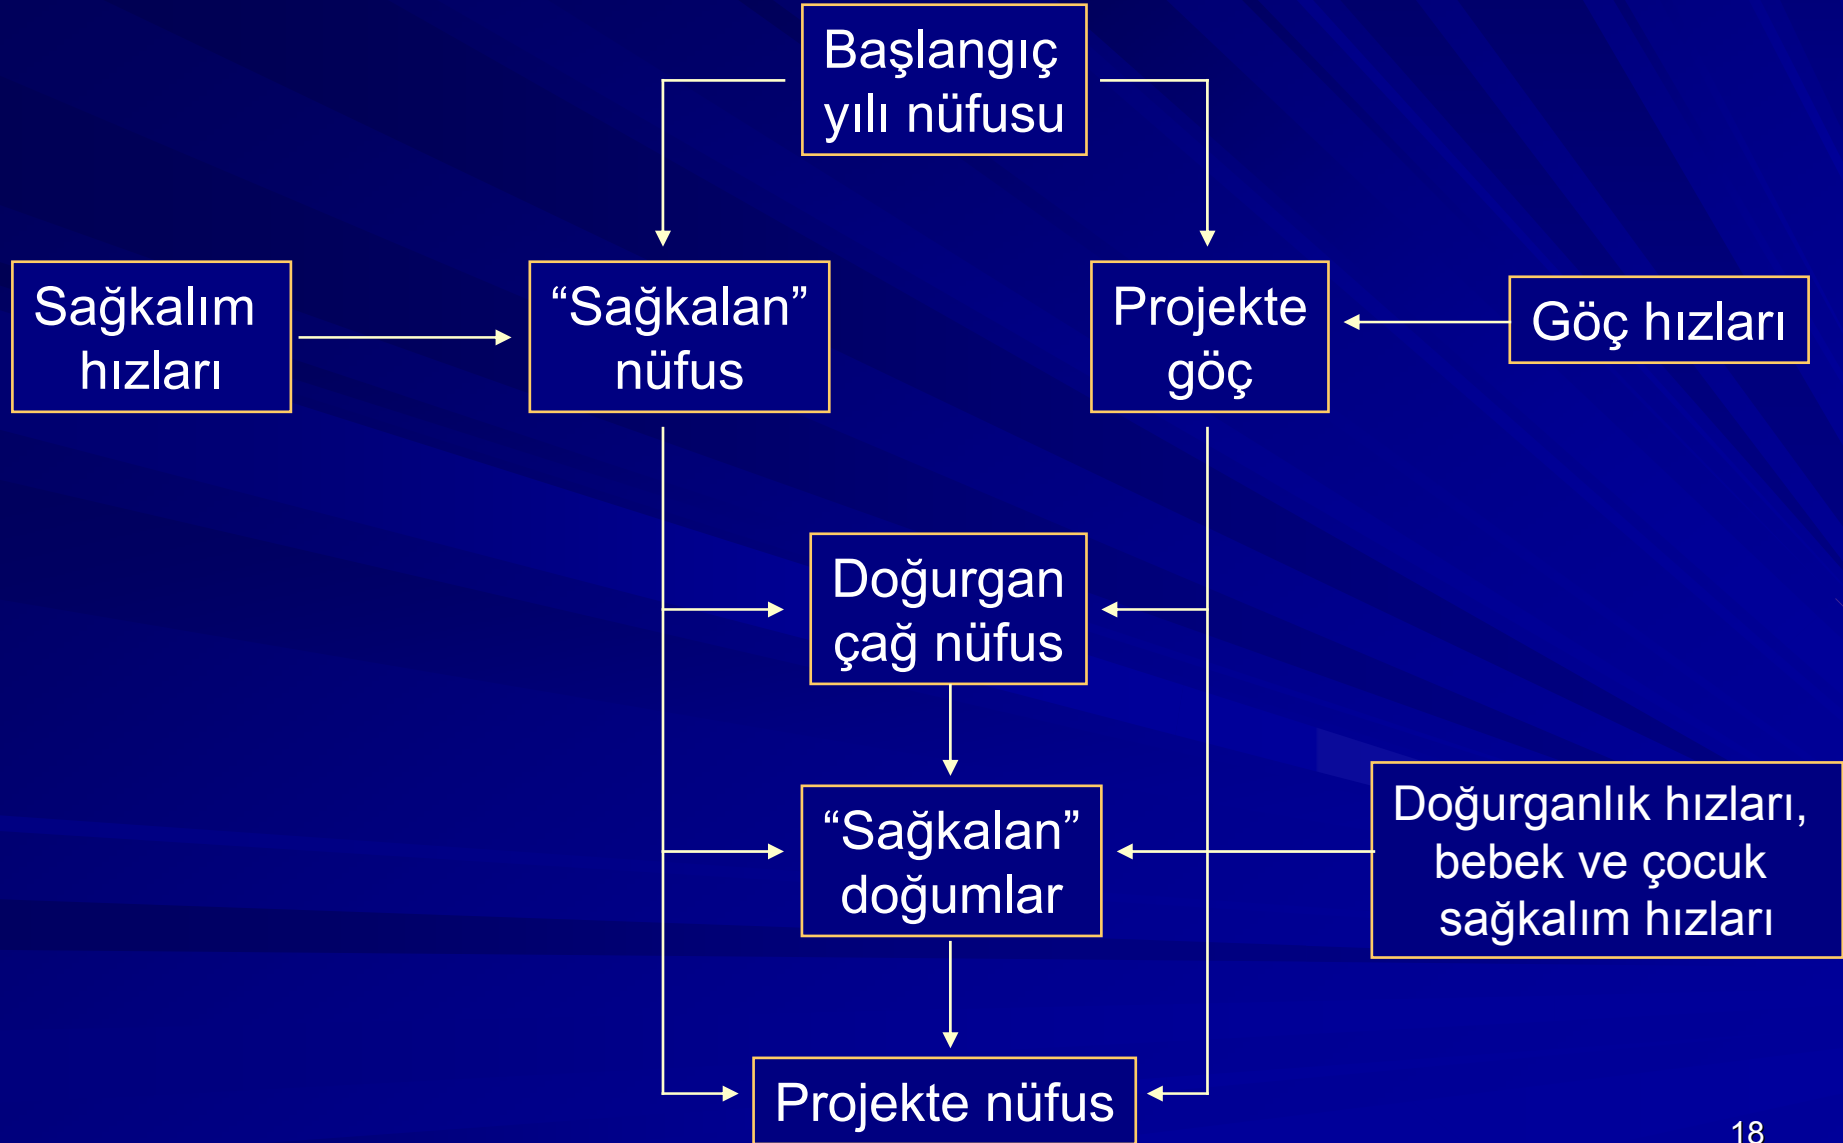 Başlangıç
yılı nüfusu
Sağkalım
hızları
“Sağkalan”
nüfus
Projekte
göç
Göç hızları
Doğurgan
çağ nüfus
“Sağkalan”
doğumlar
Doğurganlık hızları,
bebek ve çocuk
sağkalım hızları
Projekte nüfus
18